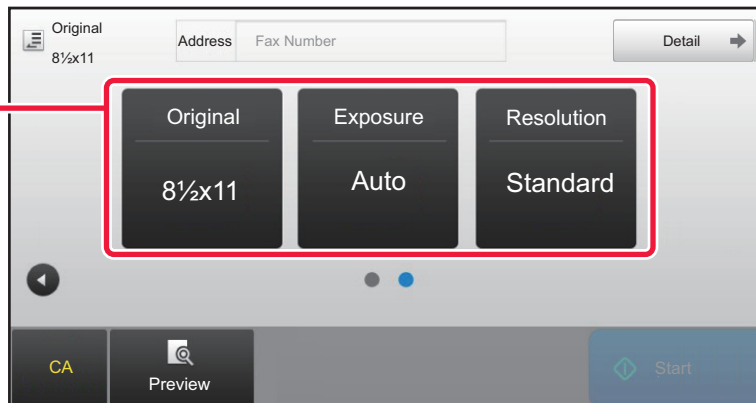 Original
8½x11
Address Fax Number
Detail
Original
Exposure
Resolution
8½x11
Auto
Standard
CA
Preview
Start